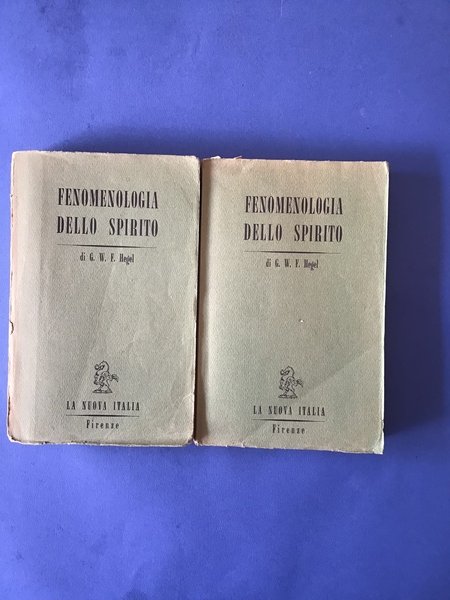 FENOMENOLOGIA
DELLO SPIRITO
di G. W. F. Hegel
LA NUOVA ITALIA
Firenze
FENOMENOLOGIA
DELLO SPIRITO
di G. W. F. Hegel
LA NUOVA ITALIA
Firenze